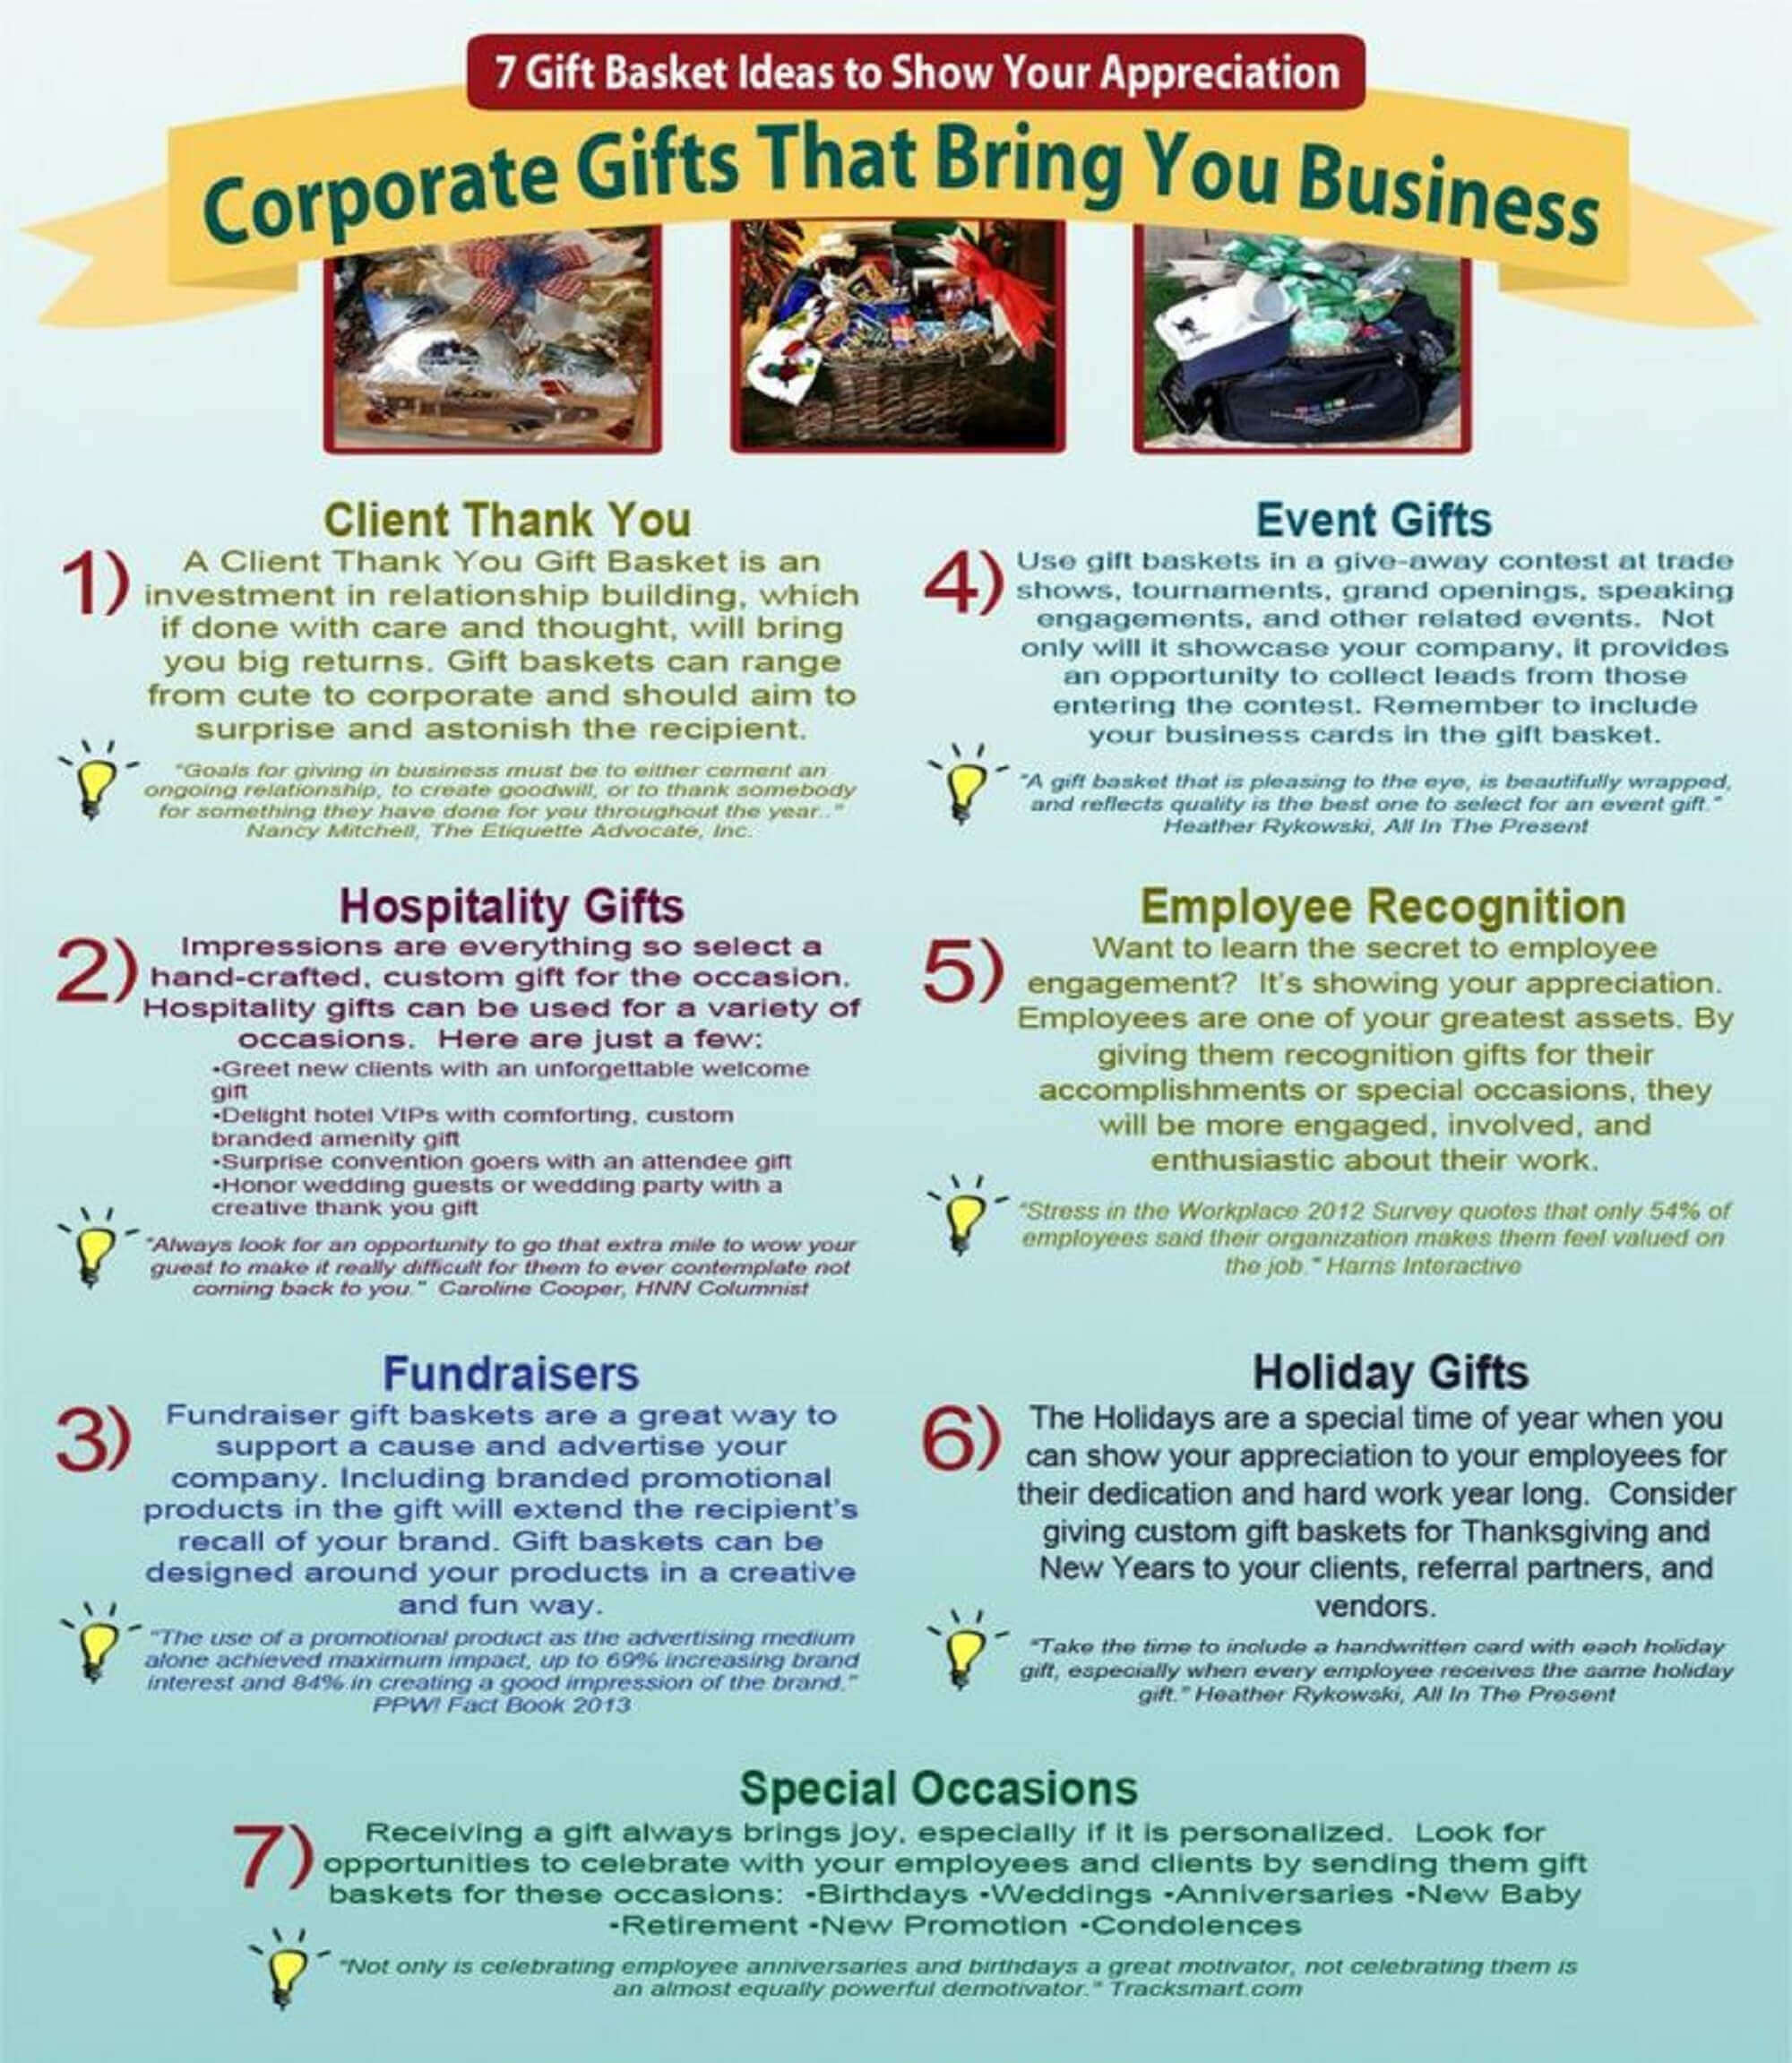 7 Gift Basket Ideas to Show Your Appreciation
Corporate Gifts That Bring You Business
Client Thank You
1)
A Client Thank You Gift Basket is an
investment in relationship building, which
if done with care and thought, will bring
you big returns. Gift baskets can range
from cute to corporate and should aim to
surprise and astonish the recipient.
"Goals for giving in business must be to either cement an
ongoing relationship, to create goodwill, or to thank somebody
for something they have done for you throughout the year.."
Nancy Mitchell, The Etiquette Advocate, Inc.
Hospitality Gifts
2)
Impressions are everything so select a
hand-crafted, custom gift for the occasion.
Hospitality gifts can be used for a variety of
occasions. Here are just a few:
•Greet new clients with an unforgettable welcome
gift
•Delight hotel VIPs with comforting, custom
branded amenity gift
•Surprise convention goers with an attendee gift
•Honor wedding guests or wedding party with a
creative thank you gift
"Always look for an opportunity to go that extra mile to wow your
guest to make it really difficult for them to ever contemplate not
coming back to you." Caroline Cooper, HNN Columnist
Fundraisers
3)
Fundraiser gift baskets are a great way to
support a cause and advertise your
company. Including branded promotional
products in the gift will extend the recipient's
recall of your brand. Gift baskets can be
designed around your products in a creative
and fun way.
"The use of a promotional product as the advertising medium
alone achieved maximum impact, up to 69% increasing brand
interest and 84% in creating a good impression of the brand."
PPW! Fact Book 2013
Event Gifts
4)
Use gift baskets in a give-away contest at trade
shows, tournaments, grand openings, speaking
engagements, and other related events. Not
only will it showcase your company, it provides
an opportunity to collect leads from those
entering the contest. Remember to include
your business cards in the gift basket.
"A gift basket that is pleasing to the eye, is beautifully wrapped,
and reflects quality is the best one to select for an event gift."
Heather Rykowski, All In The Present
Employee Recognition
5)
Want to learn the secret to employee
engagement? It's showing your appreciation.
Employees are one of your greatest assets. By
giving them recognition gifts for their
accomplishments or special occasions, they
will be more engaged, involved, and
enthusiastic about their work.
"Stress in the Workplace 2012 Survey quotes that only 54% of
employees said their organization makes them feel valued on
the job." Harris Interactive
Holiday Gifts
6)
The Holidays are a special time of year when you
can show your appreciation to your employees for
their dedication and hard work year long. Consider
giving custom gift baskets for Thanksgiving and
New Years to your clients, referral partners, and
vendors.
"Take the time to include a handwritten card with each holiday
gift, especially when every employee receives the same holiday
gift." Heather Rykowski, All In The Present
Special Occasions
7)
Receiving a gift always brings joy, especially if it is personalized. Look for
opportunities to celebrate with your employees and clients by sending them gift
baskets for these occasions: •Birthdays •Weddings •Anniversaries •New Baby
•Retirement •New Promotion •Condolences
"Not only is celebrating employee anniversaries and birthdays a great motivator, not celebrating them is
an almost equally powerful demotivator." Tracksmart.com